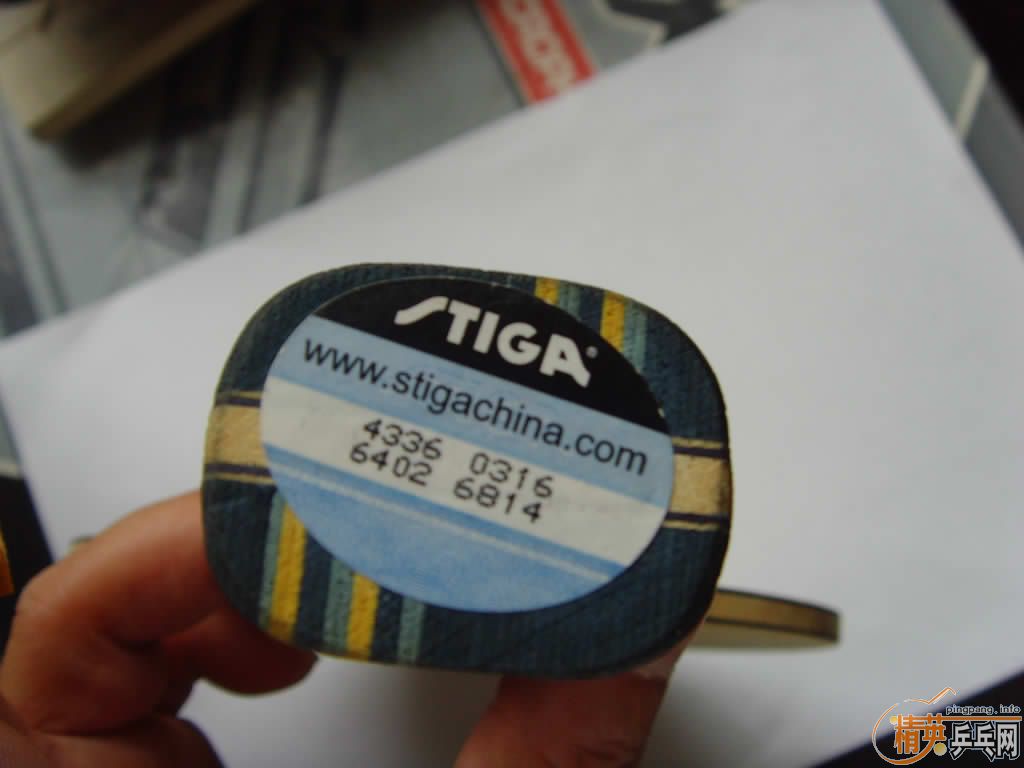 STIGA®
www.stigachina.com
4336 0316
6402 6814
pingpang.info
精英乒乓网